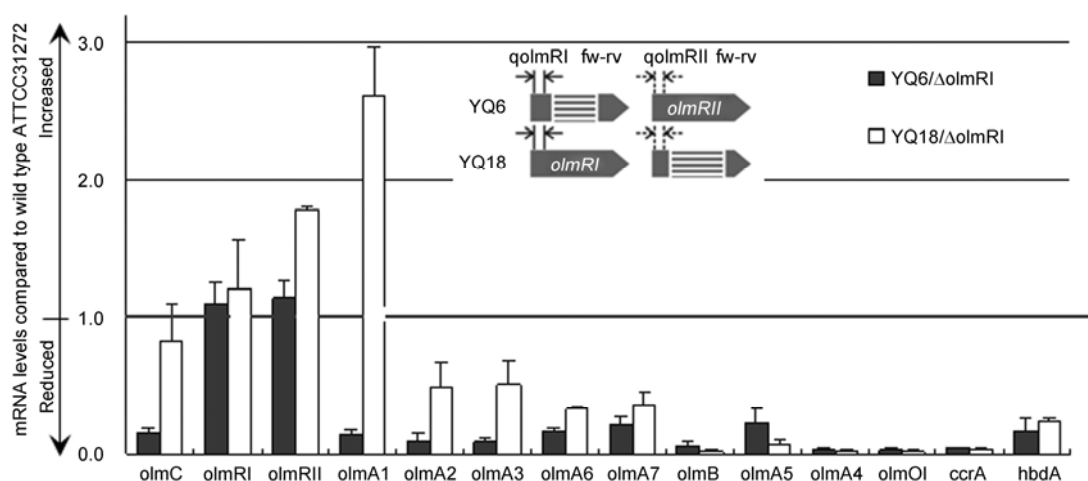 mRNA levels compared to wild type ATTCC31272
Increased
Reduced
3.0
2.0
1.0
0.0
qolmRI fw-rv qolmRII fw-rv
YQ6 olmRII
YQ18 olmRI
YQ6/ΔolmRI
YQ18/ΔolmRI
olmC olmRI olmRII olmA1 olmA2 olmA3 olmA6 olmA7 olmB olmA5 olmA4 olmOI ccrA hbdA